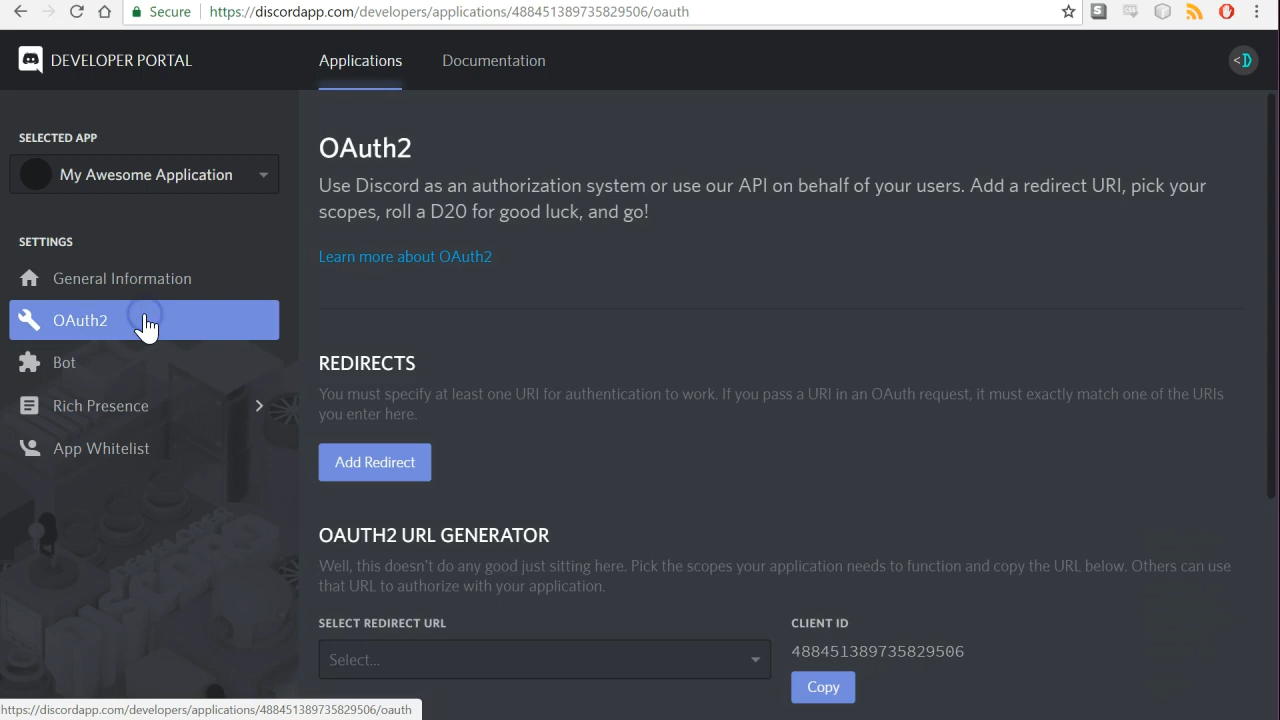 Secure https://discordapp.com/developers/applications/488451389735829506/oauth
DEVELOPER PORTAL
Applications Documentation
SELECTED APP
My Awesome Application
SETTINGS
General Information
OAuth2
Bot
Rich Presence
App Whitelist
OAuth2
Use Discord as an authorization system or use our API on behalf of your users. Add a redirect URI, pick your
scopes, roll a D20 for good luck, and go!
Learn more about OAuth2
REDIRECTS
You must specify at least one URI for authentication to work. If you pass a URI in an OAuth request, it must exactly match one of the URIs
you enter here.
Add Redirect
OAUTH2 URL GENERATOR
Well, this doesn't do any good just sitting here. Pick the scopes your application needs to function and copy the URL below. Others can use
that URL to authorize with your application.
SELECT REDIRECT URL
Select...
CLIENT ID
488451389735829506
Copy
https://discordapp.com/developers/applications/488451389735829506/oauth